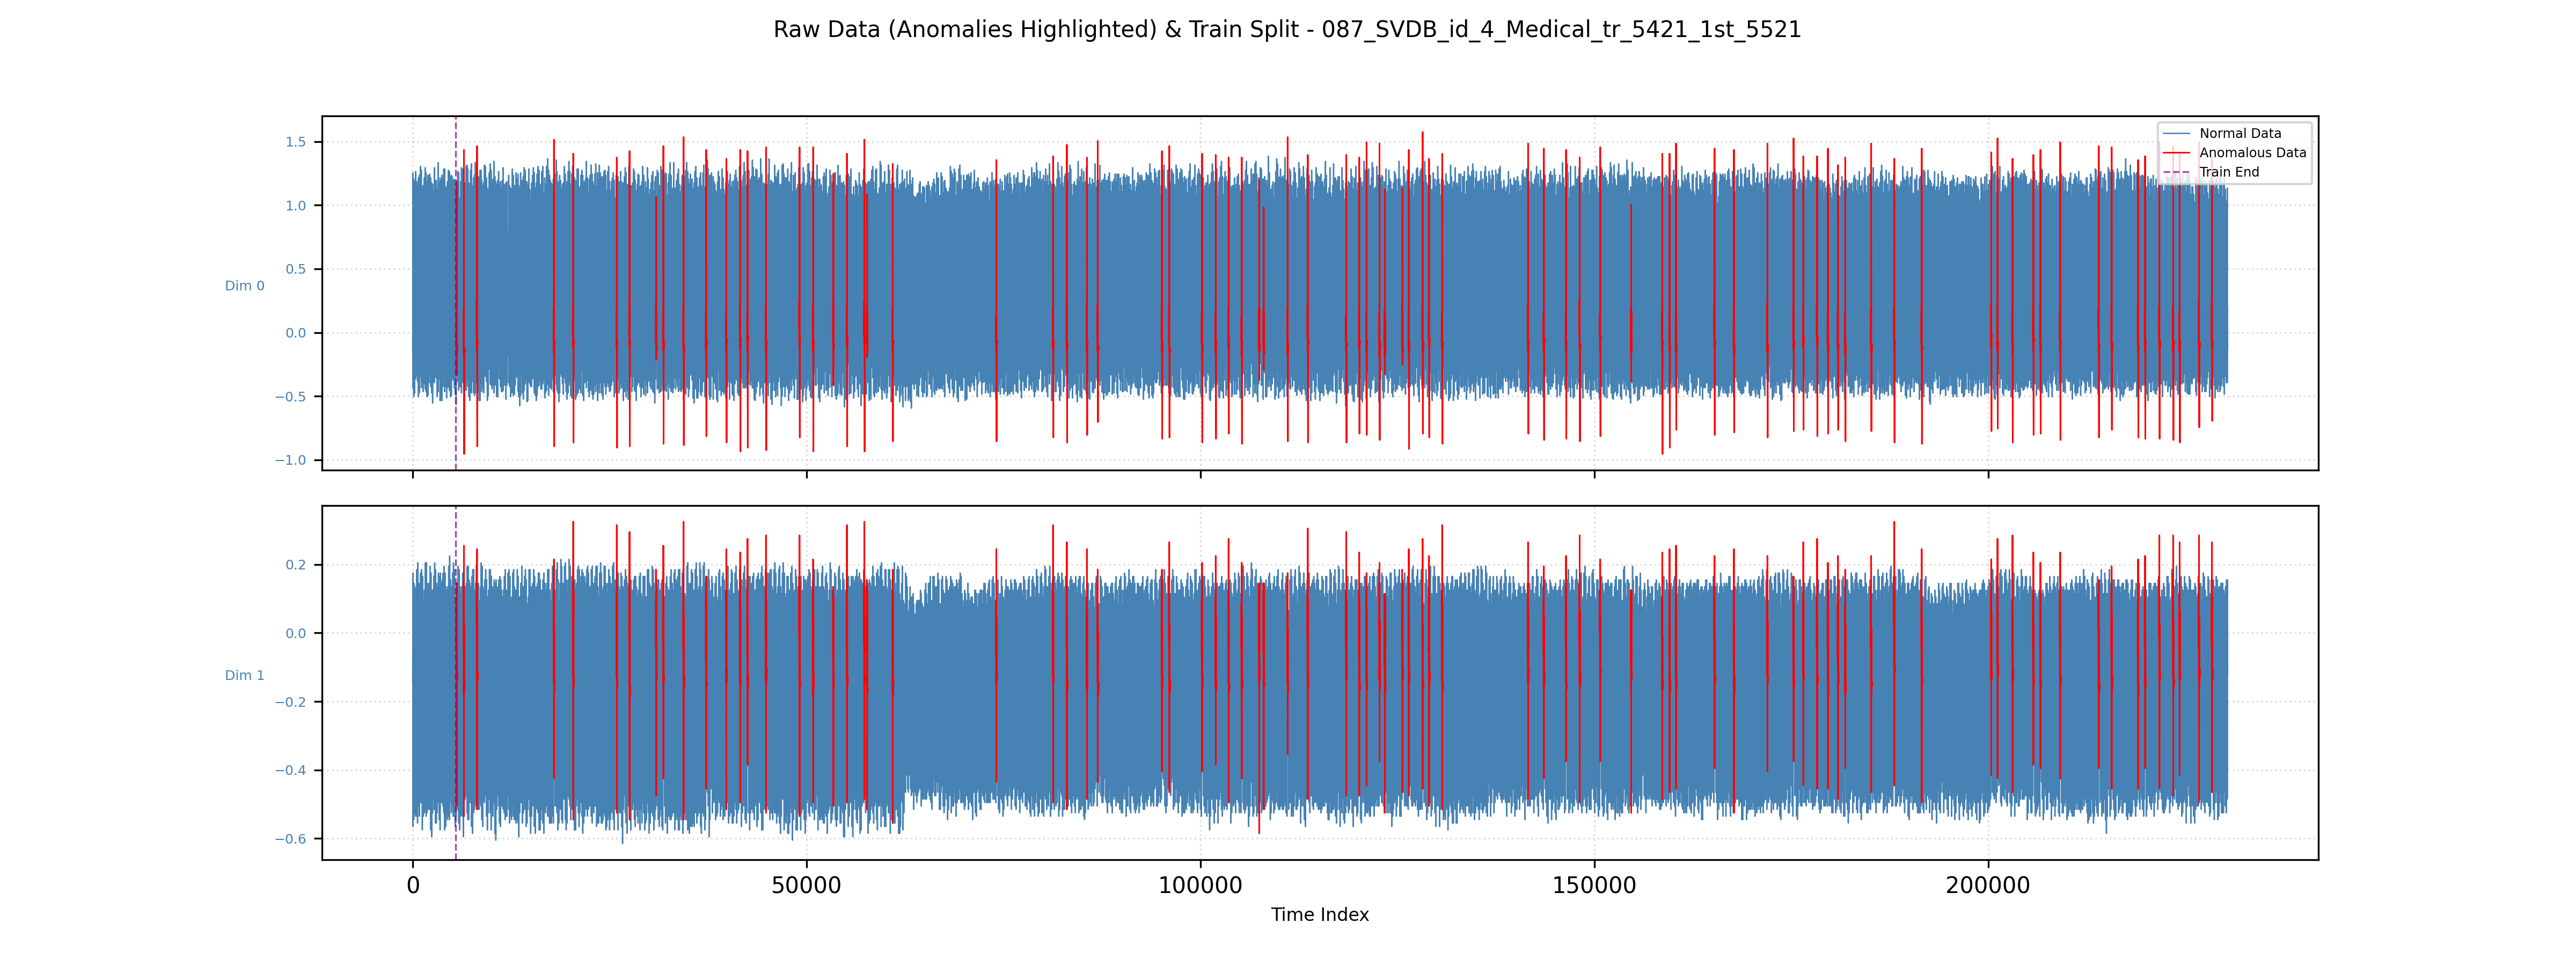 Raw Data (Anomalies Highlighted) & Train Split - 087_SVDB_id_4_Medical_tr_5421_1st_5521
1.5
1.0
0.5
0.0
−0.5
−1.0
Dim 0
Normal Data
Anomalous Data
Train End
0.2
0.0
−0.2
−0.4
−0.6
Dim 1
0 50000 100000 150000 200000
Time Index